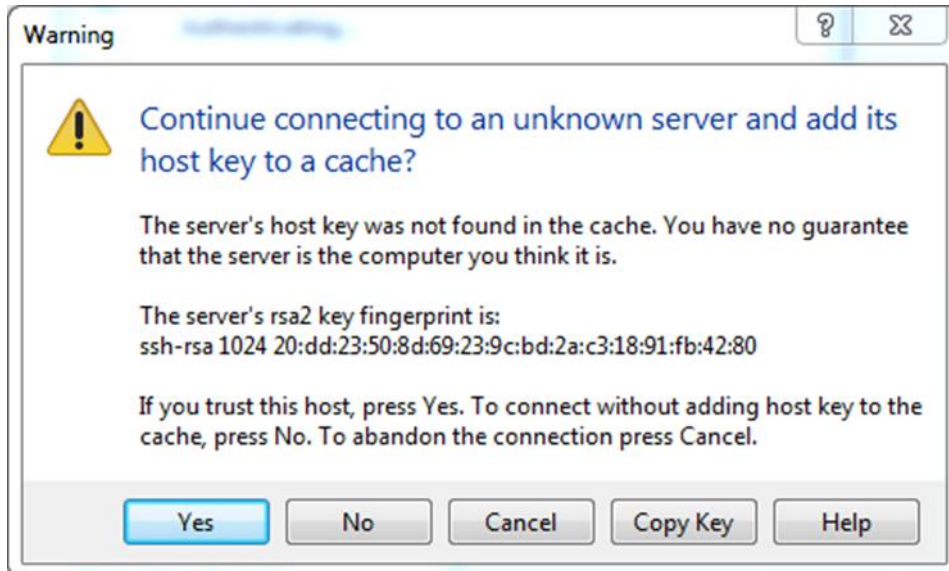 Warning
Authenticating...
Continue connecting to an unknown server and add its
host key to a cache?
The server's host key was not found in the cache. You have no guarantee
that the server is the computer you think it is.
The server's rsa2 key fingerprint is:
ssh-rsa 1024 20:dd:23:50:8d:69:23:9c:bd:2a:c3:18:91:fb:42:80
If you trust this host, press Yes. To connect without adding host key to the
cache, press No. To abandon the connection press Cancel.
Yes
No
Cancel
Copy Key
Help